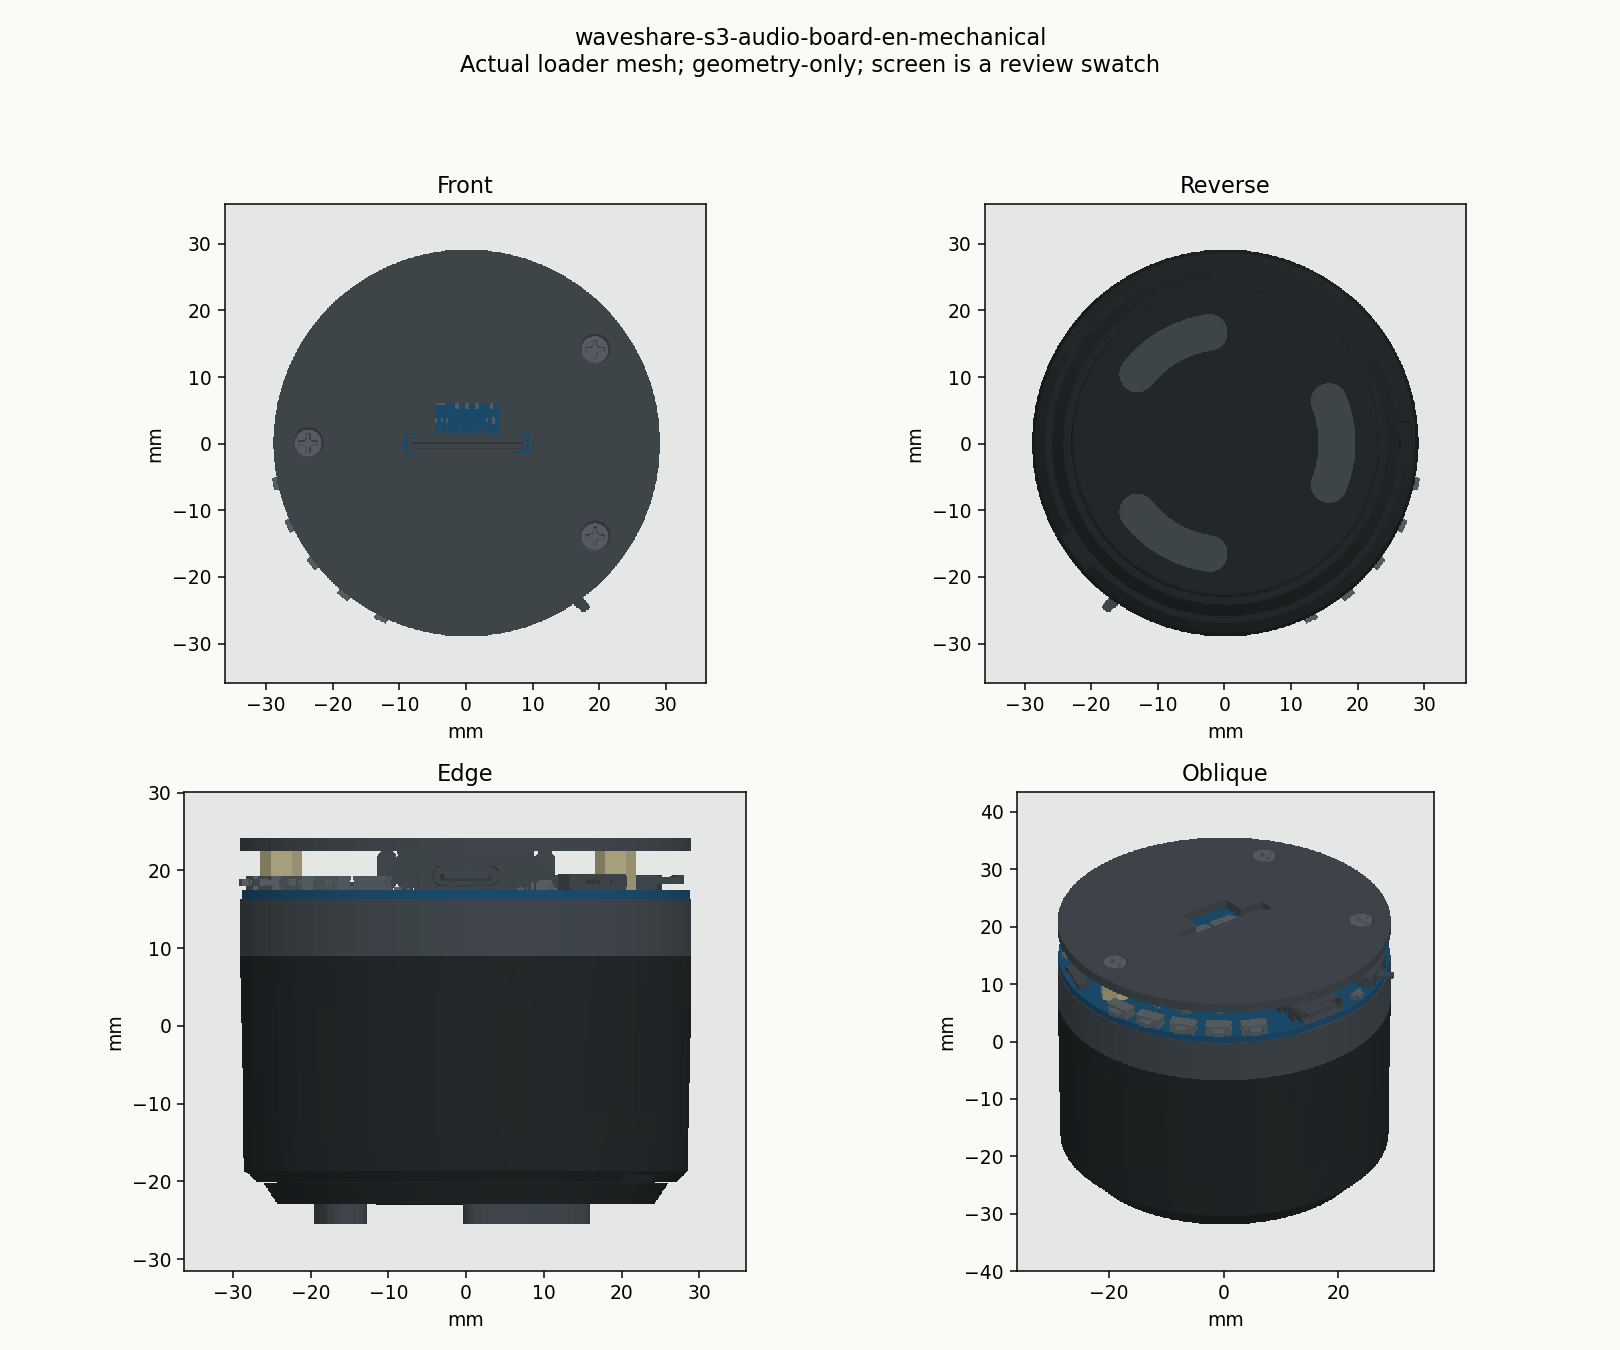 waveshare-s3-audio-board-en-mechanical
Actual loader mesh; geometry-only; screen is a review swatch
Front
30
20
10
0
−10
−20
−30
mm
−30 −20 −10 0 10 20 30
mm
Reverse
30
20
10
0
−10
−20
−30
mm
−30 −20 −10 0 10 20 30
mm
Edge
30
20
10
0
−10
−20
−30
mm
−30 −20 −10 0 10 20 30
mm
Oblique
40
30
20
10
0
−10
−20
−30
−40
mm
−20 0 20
mm